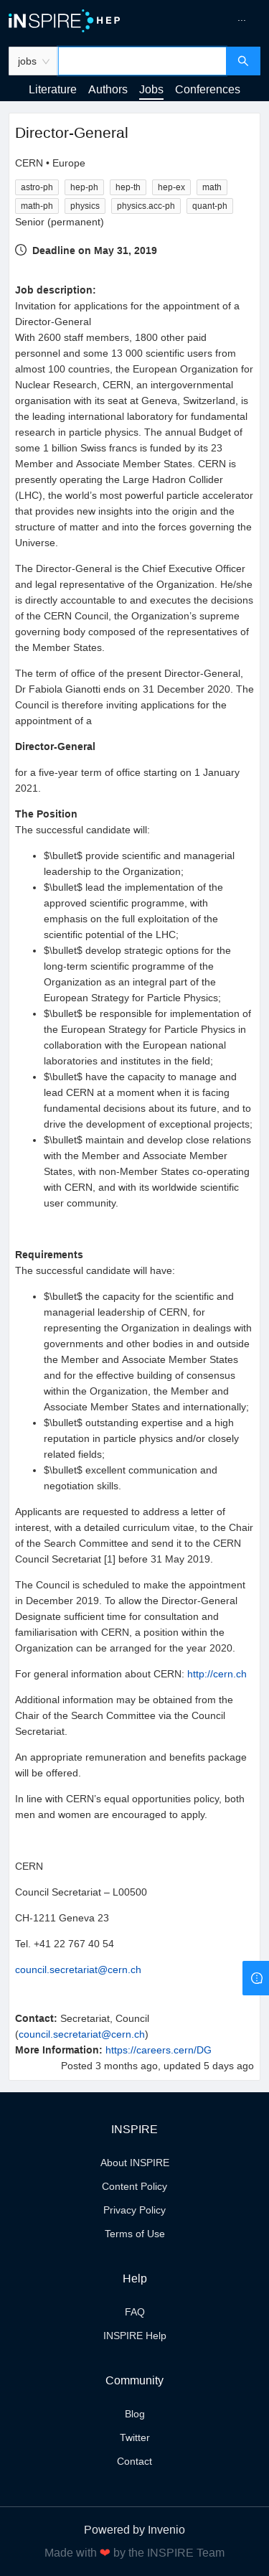 iNSPIRE HEP
...
jobs
Literature Authors Jobs Conferences
Director-General
CERN • Europe
astro-ph hep-ph hep-th hep-ex math
math-ph physics physics.acc-ph quant-ph
Senior (permanent)
Deadline on May 31, 2019
Job description:
Invitation for applications for the appointment of a
Director-General
With 2600 staff members, 1800 other paid
personnel and some 13 000 scientific users from
almost 100 countries, the European Organization for
Nuclear Research, CERN, an intergovernmental
organisation with its seat at Geneva, Switzerland, is
the leading international laboratory for fundamental
research in particle physics. The annual Budget of
some 1 billion Swiss francs is funded by its 23
Member and Associate Member States. CERN is
presently operating the Large Hadron Collider
(LHC), the world’s most powerful particle accelerator
that provides new insights into the origin and the
structure of matter and into the forces governing the
Universe.
The Director-General is the Chief Executive Officer
and legal representative of the Organization. He/she
is directly accountable to and executes the decisions
of the CERN Council, the Organization’s supreme
governing body composed of the representatives of
the Member States.
The term of office of the present Director-General,
Dr Fabiola Gianotti ends on 31 December 2020. The
Council is therefore inviting applications for the
appointment of a
Director-General
for a five-year term of office starting on 1 January
2021.
The Position
The successful candidate will:
• $\bullet$ provide scientific and managerial
leadership to the Organization;
• $\bullet$ lead the implementation of the
approved scientific programme, with
emphasis on the full exploitation of the
scientific potential of the LHC;
• $\bullet$ develop strategic options for the
long-term scientific programme of the
Organization as an integral part of the
European Strategy for Particle Physics;
• $\bullet$ be responsible for implementation of
the European Strategy for Particle Physics in
collaboration with the European national
laboratories and institutes in the field;
• $\bullet$ have the capacity to manage and
lead CERN at a moment when it is facing
fundamental decisions about its future, and to
drive the development of exceptional projects;
• $\bullet$ maintain and develop close relations
with the Member and Associate Member
States, with non-Member States co-operating
with CERN, and with its worldwide scientific
user community.
Requirements
The successful candidate will have:
• $\bullet$ the capacity for the scientific and
managerial leadership of CERN, for
representing the Organization in dealings with
governments and other bodies in and outside
the Member and Associate Member States
and for the effective building of consensus
within the Organization, the Member and
Associate Member States and internationally;
• $\bullet$ outstanding expertise and a high
reputation in particle physics and/or closely
related fields;
• $\bullet$ excellent communication and
negotiation skills.
Applicants are requested to address a letter of
interest, with a detailed curriculum vitae, to the Chair
of the Search Committee and send it to the CERN
Council Secretariat [1] before 31 May 2019.
The Council is scheduled to make the appointment
in December 2019. To allow the Director-General
Designate sufficient time for consultation and
familiarisation with CERN, a position within the
Organization can be arranged for the year 2020.
For general information about CERN: http://cern.ch
Additional information may be obtained from the
Chair of the Search Committee via the Council
Secretariat.
An appropriate remuneration and benefits package
will be offered.
In line with CERN’s equal opportunities policy, both
men and women are encouraged to apply.
CERN
Council Secretariat – L00500
CH-1211 Geneva 23
Tel. +41 22 767 40 54
council.secretariat@cern.ch
Contact: Secretariat, Council
(council.secretariat@cern.ch)
More Information: https://careers.cern/DG
Posted 3 months ago, updated 5 days ago
INSPIRE
About INSPIRE
Content Policy
Privacy Policy
Terms of Use
Help
FAQ
INSPIRE Help
Community
Blog
Twitter
Contact
Powered by Invenio
Made with ❤ by the INSPIRE Team